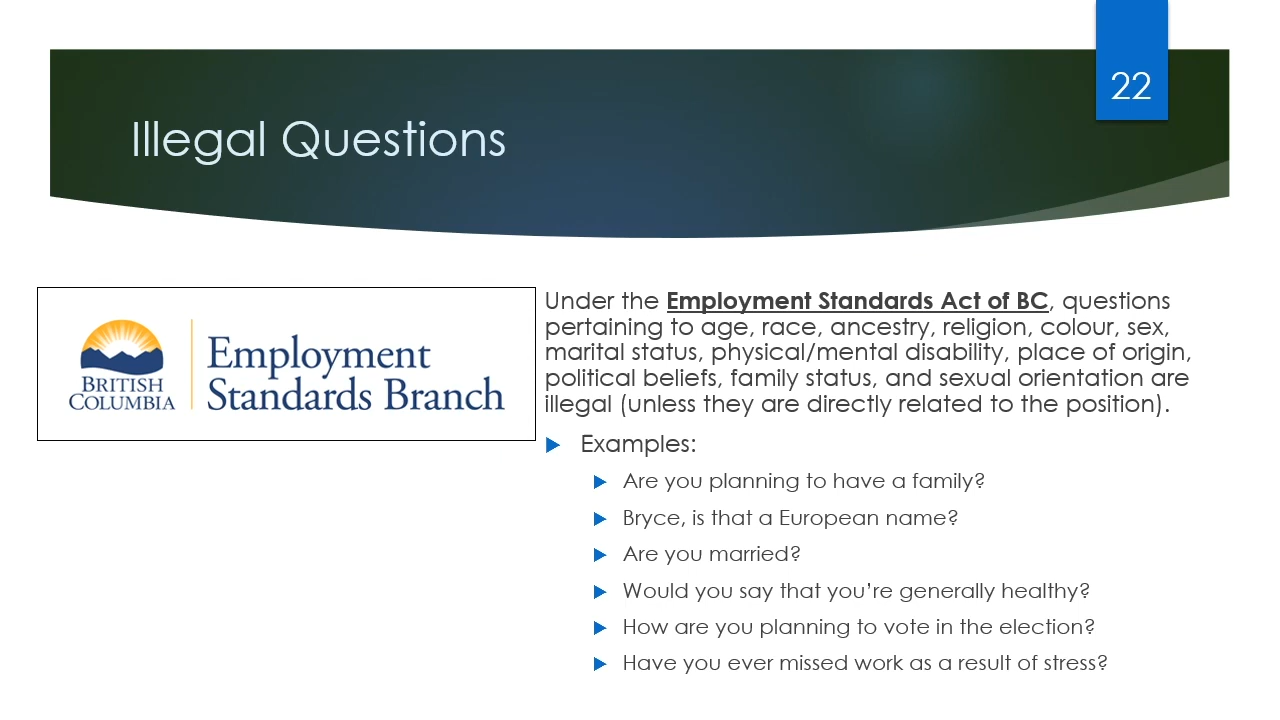 22
Illegal Questions
BRITISH
COLUMBIA
Employment
Standards Branch
Under the Employment Standards Act of BC, questions
pertaining to age, race, ancestry, religion, colour, sex,
marital status, physical/mental disability, place of origin,
political beliefs, family status, and sexual orientation are
illegal (unless they are directly related to the position).
Examples:
Are you planning to have a family?
Bryce, is that a European name?
Are you married?
Would you say that you’re generally healthy?
How are you planning to vote in the election?
Have you ever missed work as a result of stress?